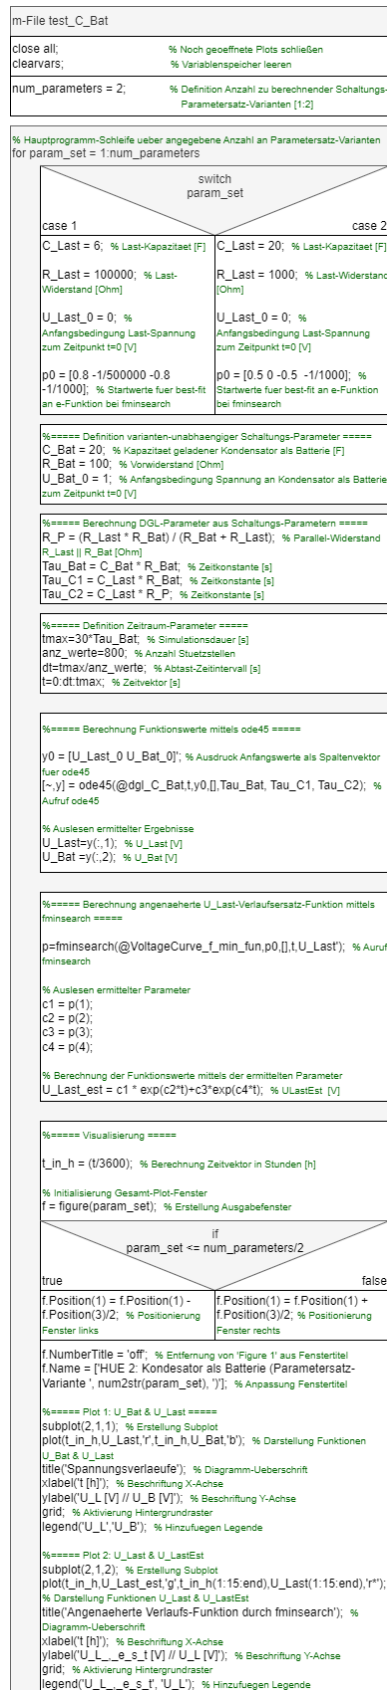 m-File test_C_Bat
close all; % Noch geoeffnete Plots schließen
clearvars; % Variablenspeicher leeren
num_parameters = 2; % Definition Anzahl zu berechnender Schaltungs-
Parametersatz-Varianten [1:2]
% Hauptprogramm-Schleife ueber angegebene Anzahl an Parametersatz-Varianten
for param_set = 1:num_parameters
switch
param_set
case 1
case 2
C_Last = 6; % Last-Kapazitaet [F]
R_Last = 100000; % Last-
Widerstand [Ohm]
U_Last_0 = 0; %
Anfangsbedingung Last-Spannung
zum Zeitpunkt t=0 [V]
p0 = [0.8 -1/500000 -0.8
-1/1000]; % Startwerte fuer best-fit
an e-Funktion bei fminsearch
C_Last = 20; % Last-Kapazitaet [F]
R_Last = 1000; % Last-Widerstand
[Ohm]
U_Last_0 = 0; %
Anfangsbedingung Last-Spannung
zum Zeitpunkt t=0 [V]
p0 = [0.5 0 -0.5 -1/1000]; %
Startwerte fuer best-fit an e-Funktion
bei fminsearch
%===== Definition varianten-unabhaengiger Schaltungs-Parameter =====
C_Bat = 20; % Kapazitaet geladener Kondensator als Batterie [F]
R_Bat = 100; % Vorwiderstand [Ohm]
U_Bat_0 = 1; % Anfangsbedingung Spannung an Kondensator als Batterie
zum Zeitpunkt t=0 [V]
%===== Berechnung DGL-Parameter aus Schaltungs-Parametern =====
R_P = (R_Last * R_Bat) / (R_Bat + R_Last); % Parallel-Widerstand
R_Last || R_Bat [Ohm]
Tau_Bat = C_Bat * R_Bat; % Zeitkonstante [s]
Tau_C1 = C_Last * R_Bat; % Zeitkonstante [s]
Tau_C2 = C_Last * R_P; % Zeitkonstante [s]
%===== Definition Zeitraum-Parameter =====
tmax=30*Tau_Bat; % Simulationsdauer [s]
anz_werte=800; % Anzahl Stuetzstellen
dt=tmax/anz_werte; % Abtast-Zeitintervall [s]
t=0:dt:tmax; % Zeitvektor [s]
%===== Berechnung Funktionswerte mittels ode45 =====
y0 = [U_Last_0 U_Bat_0]'; % Ausdruck Anfangswerte als Spaltenvektor
fuer ode45
[~,y] = ode45(@dgl_C_Bat,t,y0,[],Tau_Bat, Tau_C1, Tau_C2); %
Aufruf ode45
% Auslesen ermittelter Ergebnisse
U_Last=y(:,1); % U_Last [V]
U_Bat =y(:,2); % U_Bat [V]
%===== Berechnung angenaeherte U_Last-Verlaufsersatz-Funktion mittels
fminsearch =====
p=fminsearch(@VoltageCurve_f_min_fun,p0,[],t,U_Last'); % Auruf
fminsearch
% Auslesen ermittelter Parameter
c1 = p(1);
c2 = p(2);
c3 = p(3);
c4 = p(4);
% Berechnung der Funktionswerte mittels der ermittelten Parameter
U_Last_est = c1 * exp(c2*t)+c3*exp(c4*t); % ULastEst [V]
%===== Visualisierung =====
t_in_h = (t/3600); % Berechnung Zeitvektor in Stunden [h]
% Initialisierung Gesamt-Plot-Fenster
f = figure(param_set); % Erstellung Ausgabefenster
if
param_set <= num_parameters/2
true
false
f.Position(1) = f.Position(1) -
f.Position(3)/2; % Positionierung
Fenster links
f.Position(1) = f.Position(1) +
f.Position(3)/2; % Positionierung
Fenster rechts
f.NumberTitle = 'off'; % Entfernung von 'Figure 1' aus Fenstertitel
f.Name = ['HUE 2: Kondesator als Batterie (Parametersatz-
Variante ', num2str(param_set), ')']; % Anpassung Fenstertitel
%===== Plot 1: U_Bat & U_Last =====
subplot(2,1,1); % Erstellung Subplot
plot(t_in_h,U_Last,'r',t_in_h,U_Bat,'b'); % Darstellung Funktionen
U_Bat & U_Last
title('Spannungsverlaeufe'); % Diagramm-Ueberschrift
xlabel('t [h]'); % Beschriftung X-Achse
ylabel('U_L [V] // U_B [V]'); % Beschriftung Y-Achse
grid; % Aktivierung Hintergrundraster
legend('U_L','U_B'); % Hinzufuegen Legende
%===== Plot 2: U_Last & U_LastEst
subplot(2,1,2); % Erstellung Subplot
plot(t_in_h,U_Last_est,'g',t_in_h(1:15:end),U_Last(1:15:end),'r*');
% Darstellung Funktionen U_Last & U_LastEst
title('Angenaeherte Verlaufs-Funktion durch fminsearch'); %
Diagramm-Ueberschrift
xlabel('t [h]'); % Beschriftung X-Achse
ylabel('U_L_,_e_s_t [V] // U_L [V]'); % Beschriftung Y-Achse
grid; % Aktivierung Hintergrundraster
legend('U_L_,_e_s_t', 'U_L'); % Hinzufuegen Legende